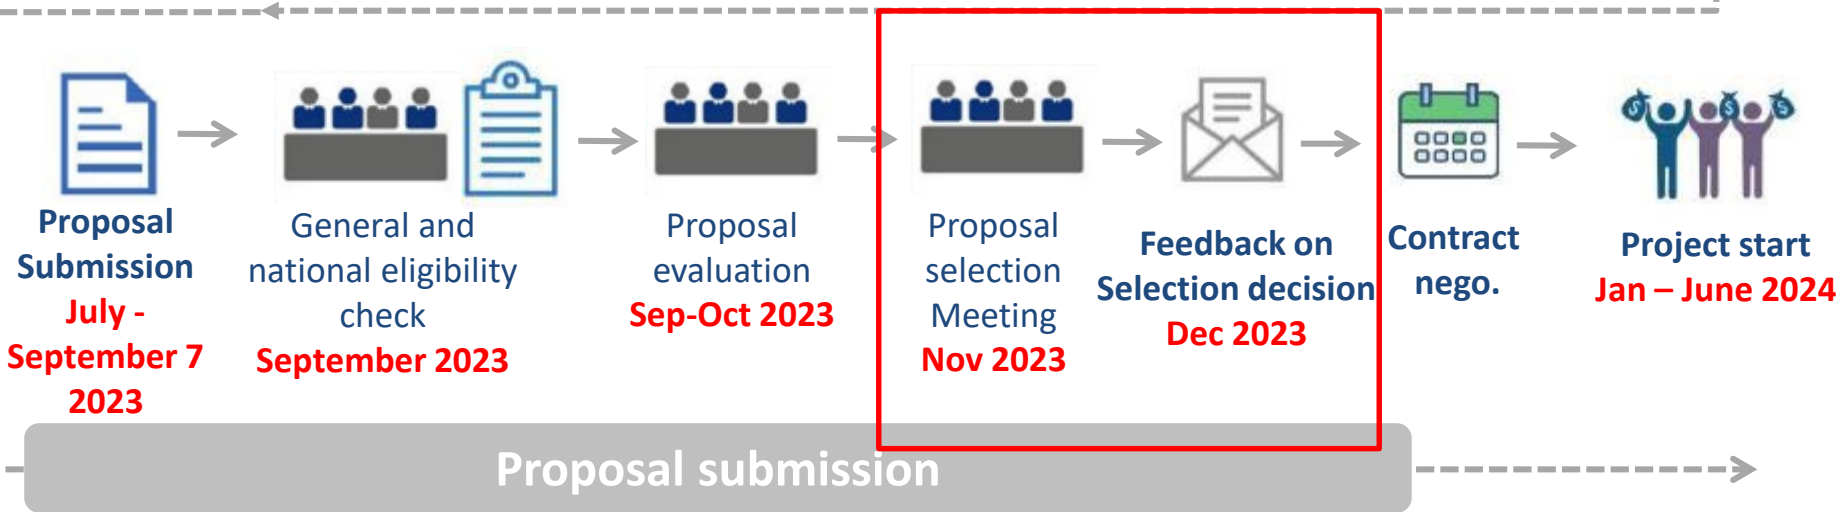 Proposal
Submission
July -
September 7
2023
General and
national eligibility
check
September 2023
Proposal
evaluation
Sep-Oct 2023
Proposal
selection
Meeting
Nov 2023
Feedback on
Selection decision
Dec 2023
Contract
nego.
Project start
Jan – June 2024
Proposal submission